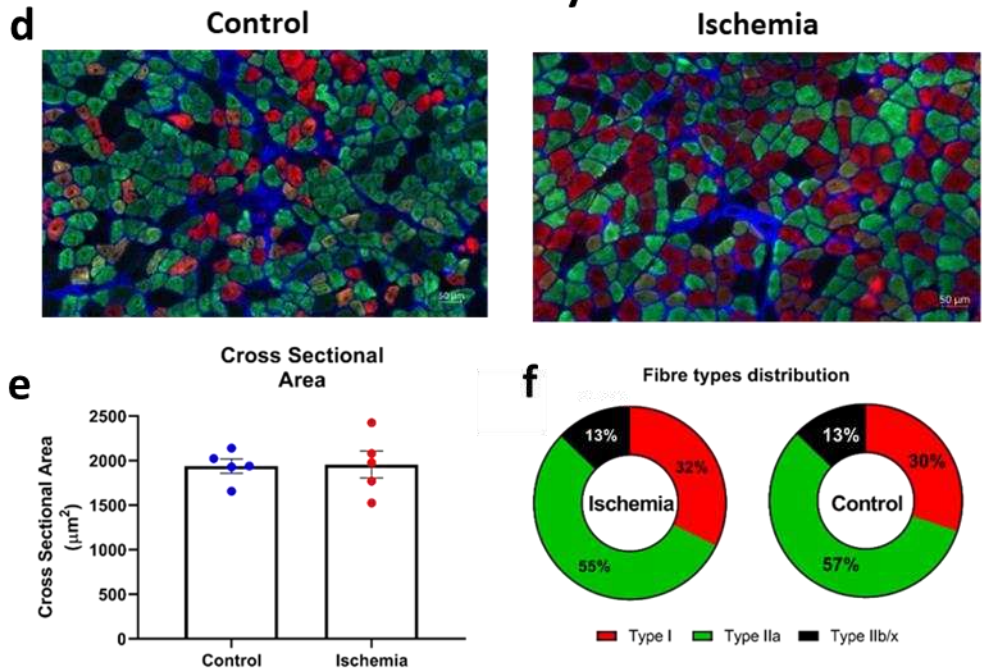 d
Control
Ischemia
50 µm
50 µm
e
Cross Sectional
Area
Cross Sectional Area
(µm²)
2500
2000
1500
1000
500
0
Control
Ischemia
f
Fibre types distribution
13%
32%
Ischemia
55%
13%
30%
Control
57%
Type I
Type IIa
Type IIb/x